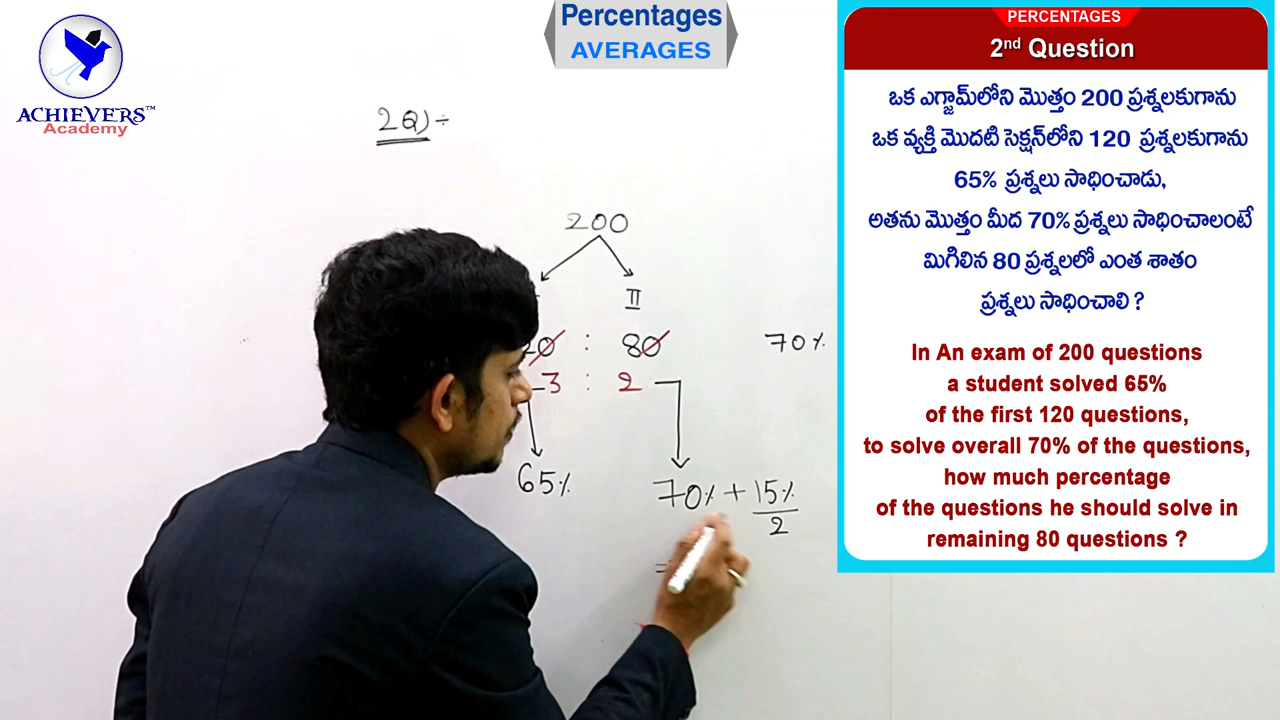 ACHIEVERS™
Academy
Percentages
AVERAGES
2Q) ÷
200
II
20 : 80
3 : 2
70%
65%
70% + 15%
2
=
PERCENTAGES
2nd Question
ఒక ఎగ్జామ్‌లోని మొత్తం 200 ప్రశ్నలకుగాను
ఒక వ్యక్తి మొదటి సెక్షన్‌లోని 120 ప్రశ్నలకుగాను
65% ప్రశ్నలు సాధించాడు,
అతను మొత్తం మీద 70% ప్రశ్నలు సాధించాలంటే
మిగిలిన 80 ప్రశ్నలలో ఎంత శాతం
ప్రశ్నలు సాధించాలి ?
In An exam of 200 questions
a student solved 65%
of the first 120 questions,
to solve overall 70% of the questions,
how much percentage
of the questions he should solve in
remaining 80 questions ?